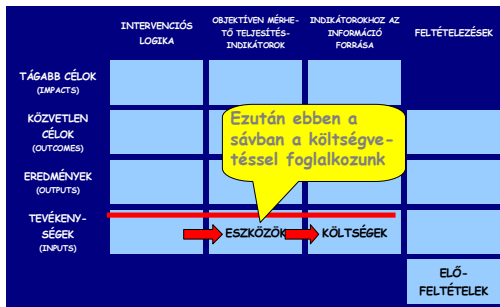 INTERVENCIÓS
LOGIKA
OBJEKTÍVEN MÉRHE-
TŐ TELJESÍTÉS-
INDIKÁTOROK
INDIKÁTOROKHOZ AZ
INFORMÁCIÓ
FORRÁSA
FELTÉTELEZÉSEK
TÁGABB CÉLOK
(IMPACTS)
KÖZVETLEN
CÉLOK
(OUTCOMES)
Ezután ebben a
sávban a költségve-
téssel foglalkozunk
EREDMÉNYEK
(OUTPUTS)
TEVÉKENY-
SÉGEK
(INPUTS)
ESZKÖZÖK
KÖLTSÉGEK
ELŐ-
FELTÉTELEK